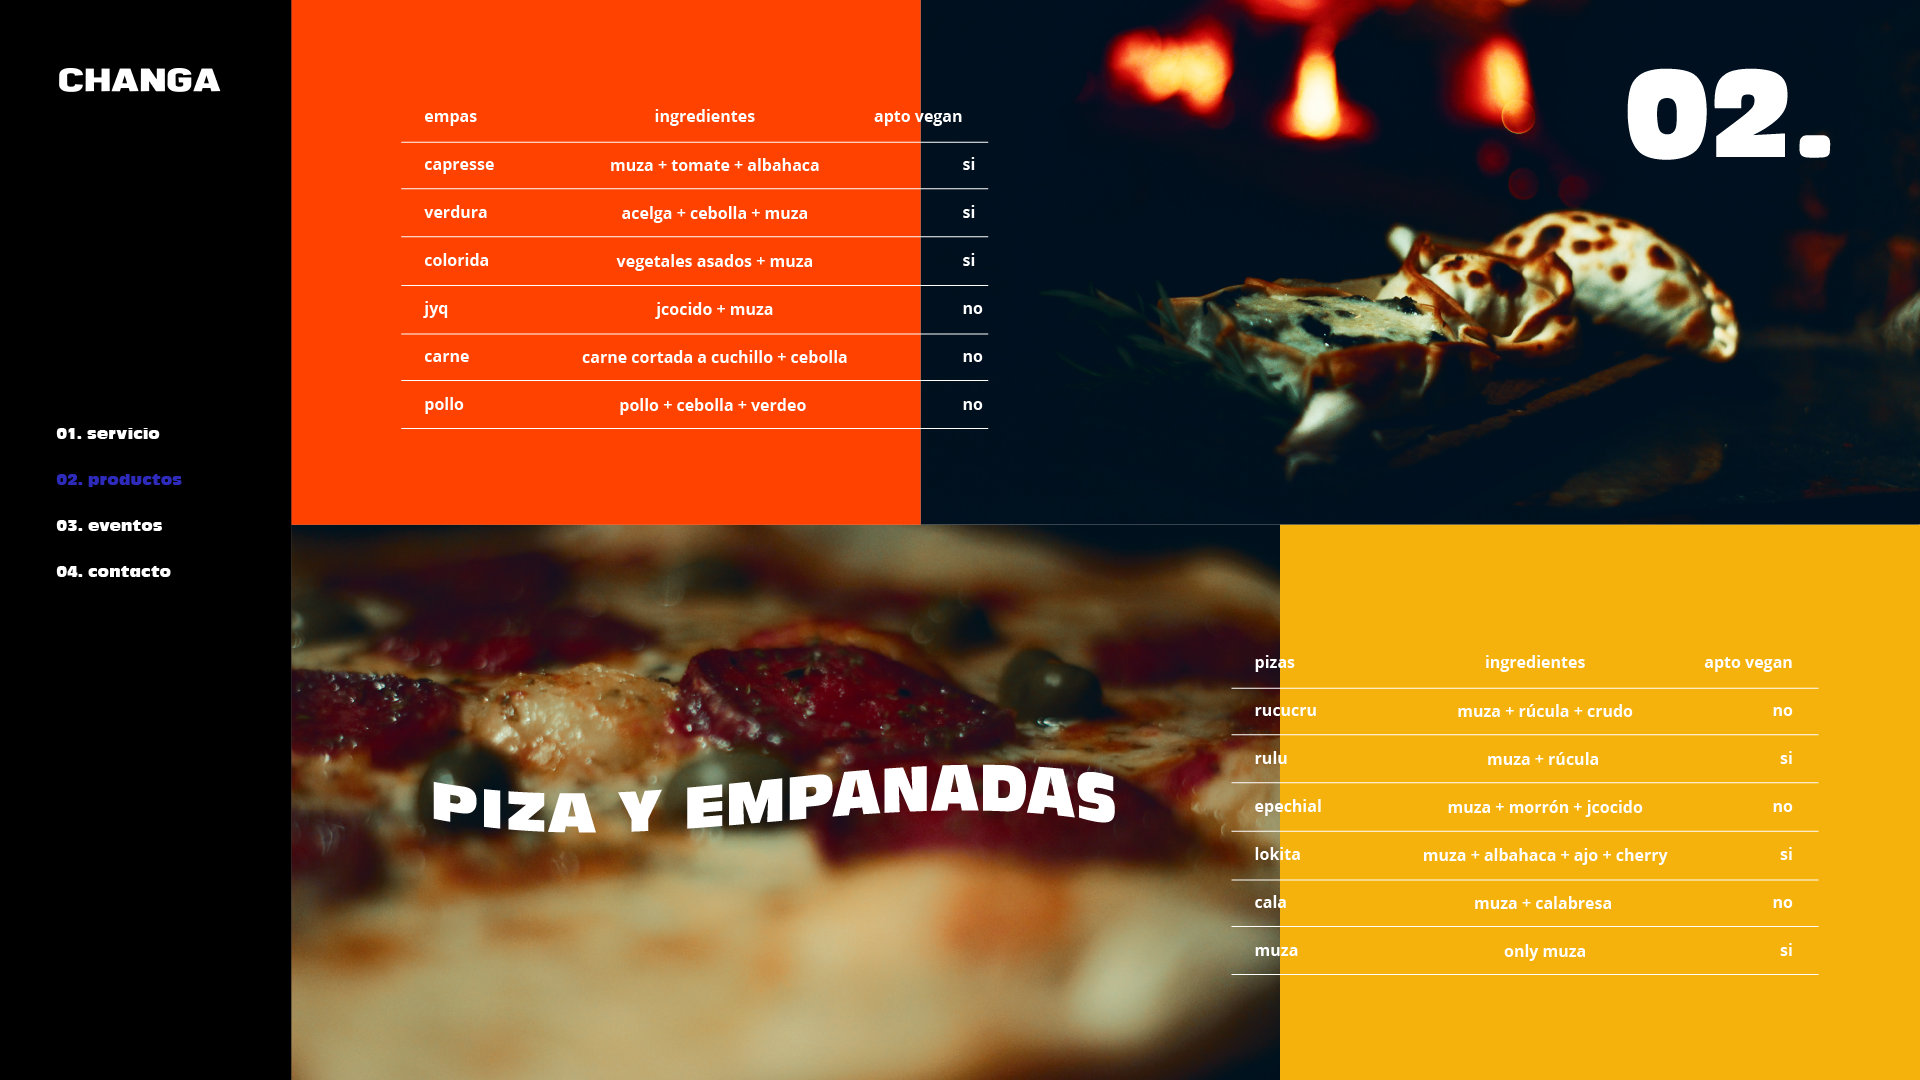 CHANGA
01. servicio
02. productos
03. eventos
04. contacto
empas ingredientes apto vegan
capresse muza + tomate + albahaca si
verdura acelga + cebolla + muza si
colorida vegetales asados + muza si
jyq jcocido + muza no
carne carne cortada a cuchillo + cebolla no
pollo pollo + cebolla + verdeo no
02.
PIZA Y EMPANADAS
pizas ingredientes apto vegan
rucucru muza + rúcula + crudo no
rulu muza + rúcula si
epechial muza + morrón + jcocido no
lokita muza + albahaca + ajo + cherry si
cala muza + calabresa no
muza only muza si